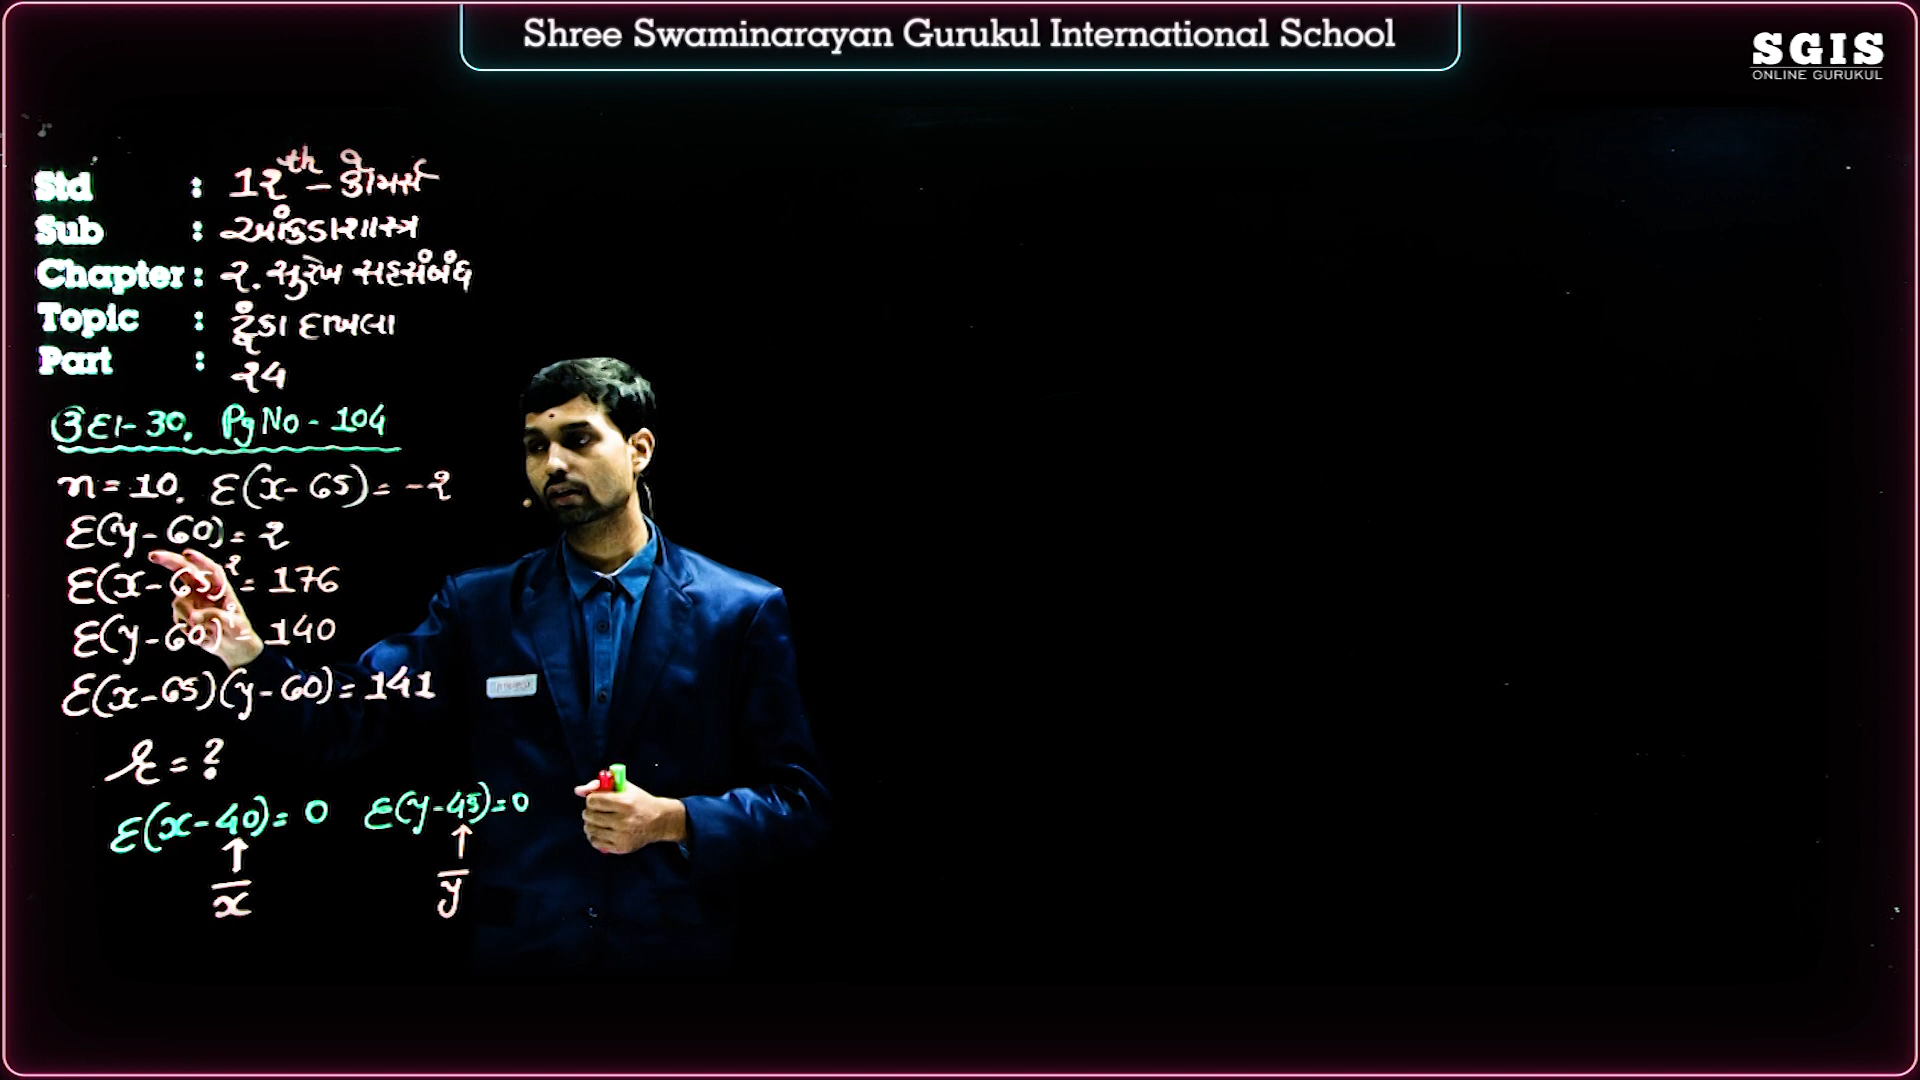 Shree Swaminarayan Gurukul International School
SGIS
ONLINE GURUKUL
Std : 12th - કોમર્સ
Sub : આંકડાશાસ્ત્ર
Chapter : ૨. સુરેખ સહસંબંધ
Topic : ટૂંકા દાખલા
Part : ૨4
ઉદા-30. Pg No - 104
n = 10. Σ(x-65) = -૨
Σ(y-60) = ૨
Σ(x-65)² = 176
Σ(y-60)² = 140
Σ(x-65)(y-60) = 141
r = ?
Σ(x-40) = 0 Σ(y-45) = 0
↑ ↑
x̄ ȳ